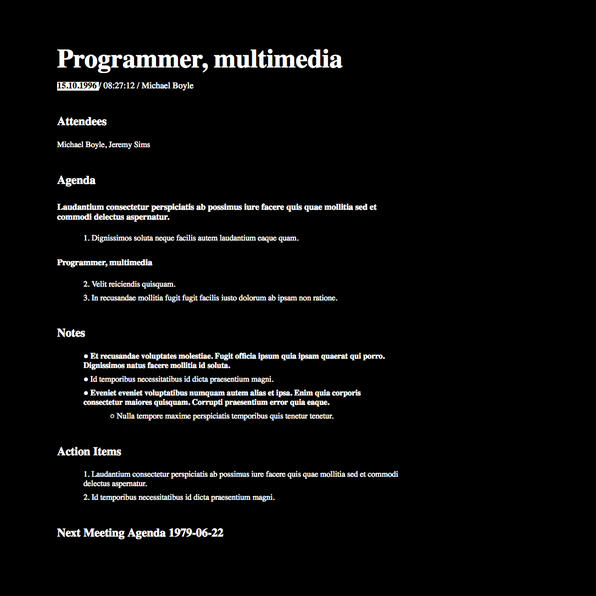 Programmer, multimedia
15.10.1996 / 08:27:12 / Michael Boyle
Attendees
Michael Boyle, Jeremy Sims
Agenda
Laudantium consectetur perspiciatis ab possimus iure facere quis quae mollitia sed et
commodi delectus aspernatur.
1. Dignissimos soluta neque facilis autem laudantium eaque quam.
Programmer, multimedia
2. Velit reiciendis quisquam.
3. In recusandae mollitia fugit fugit facilis iusto dolorum ab ipsam non ratione.
Notes
● Et recusandae voluptates molestiae. Fugit officia ipsum quia ipsam quaerat qui porro.
Dignissimos natus facere mollitia id soluta.
● Id temporibus necessitatibus id dicta praesentium magni.
● Eveniet eveniet voluptatibus numquam autem alias et ipsa. Enim quia corporis
consectetur maiores quisquam. Corrupti praesentium error quia eaque.
○ Nulla tempore maxime perspiciatis temporibus quis tenetur tenetur.
Action Items
1. Laudantium consectetur perspiciatis ab possimus iure facere quis quae mollitia sed et commodi
delectus aspernatur.
2. Id temporibus necessitatibus id dicta praesentium magni.
Next Meeting Agenda 1979-06-22